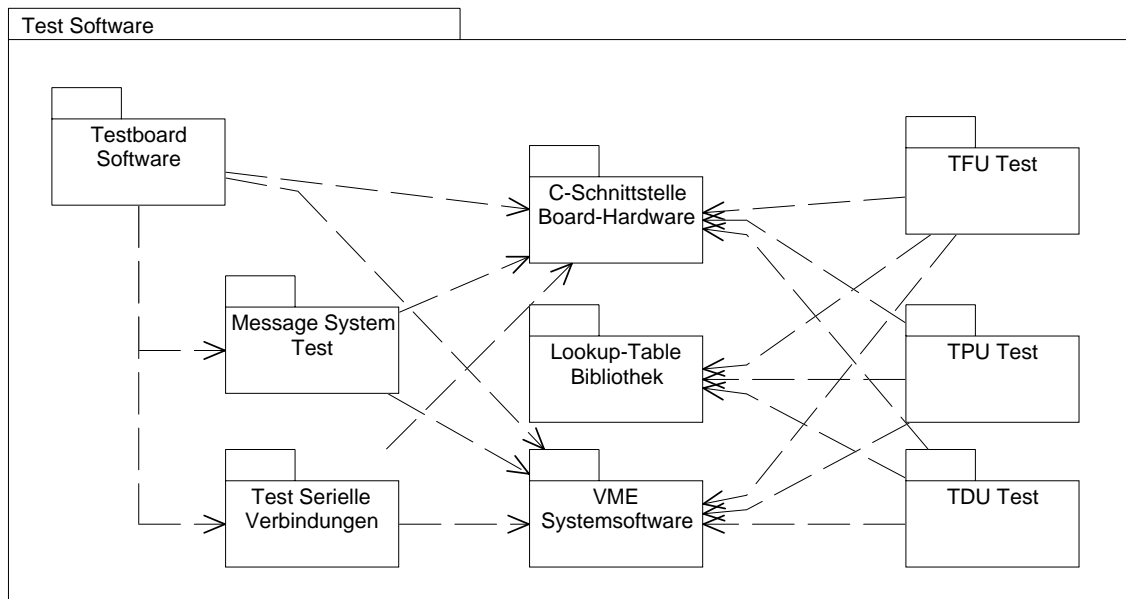 Test Software
Testboard
Software
C-Schnittstelle
Board-Hardware
TFU Test
Message System
Test
Lookup-Table
Bibliothek
TPU Test
Test Serielle
Verbindungen
VME
Systemsoftware
TDU Test